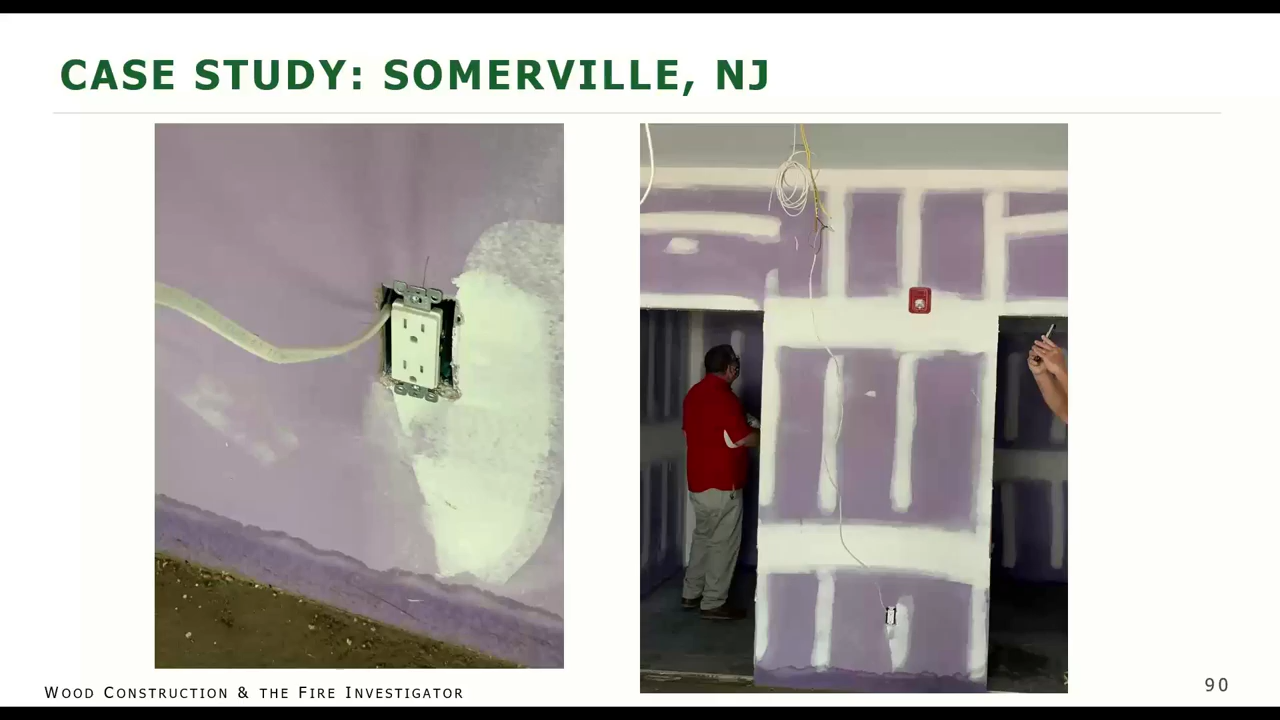 CASE STUDY: SOMERVILLE, NJ
WOOD CONSTRUCTION & THE FIRE INVESTIGATOR
90